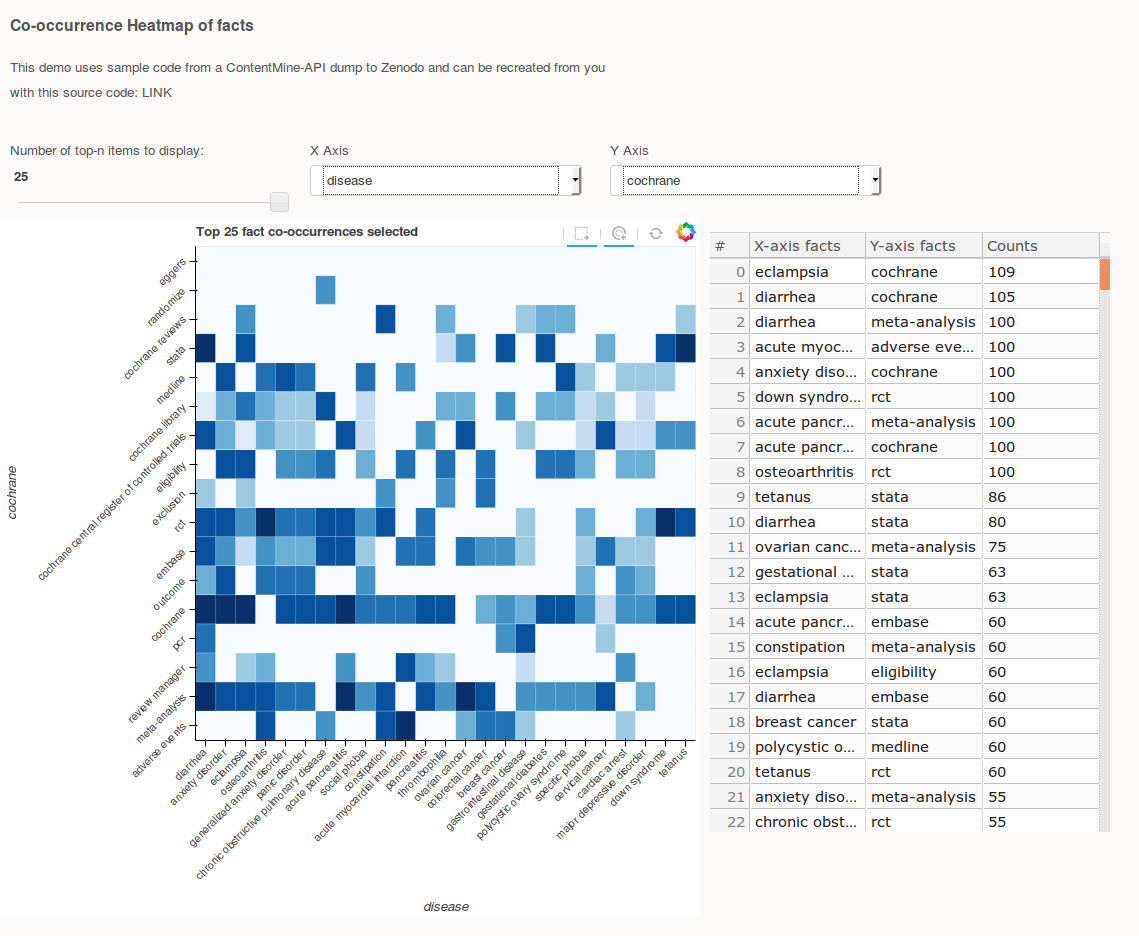 Co-occurrence Heatmap of facts
This demo uses sample code from a ContentMine-API dump to Zenodo and can be recreated from you
with this source code: LINK
Number of top-n items to display:
25
X Axis
disease
Y Axis
cochrane
Top 25 fact co-occurrences selected
eggers
randomize
cochrane reviews
stata
medline
cochrane library
cochrane central register of controlled trials
eligibility
exclusion
rct
embase
outcome
cochrane
pcr
review manager
meta-analysis
adverse events
cochrane
diarrhea
anxiety disorder
eclampsia
osteoarthritis
generalized anxiety disorder
panic disorder
chronic obstructive pulmonary disease
acute pancreatitis
social phobia
constipation
acute myocardial infarction
pancreatitis
thrombophilia
ovarian cancer
colorectal cancer
breast cancer
gastrointestinal disease
gestational diabetes
polycystic ovary syndrome
specific phobia
cervical cancer
cardiac arrest
major depressive disorder
down syndrome
tetanus
disease
# X-axis facts Y-axis facts Counts
0 eclampsia cochrane 109
1 diarrhea cochrane 105
2 diarrhea meta-analysis 100
3 acute myoc... adverse eve... 100
4 anxiety diso... cochrane 100
5 down syndro... rct 100
6 acute pancr... meta-analysis 100
7 acute pancr... cochrane 100
8 osteoarthritis rct 100
9 tetanus stata 86
10 diarrhea stata 80
11 ovarian canc... meta-analysis 75
12 gestational ... stata 63
13 eclampsia stata 63
14 acute pancr... embase 60
15 constipation meta-analysis 60
16 eclampsia eligibility 60
17 diarrhea embase 60
18 breast cancer stata 60
19 polycystic o... medline 60
20 tetanus rct 60
21 anxiety diso... meta-analysis 55
22 chronic obst... rct 55